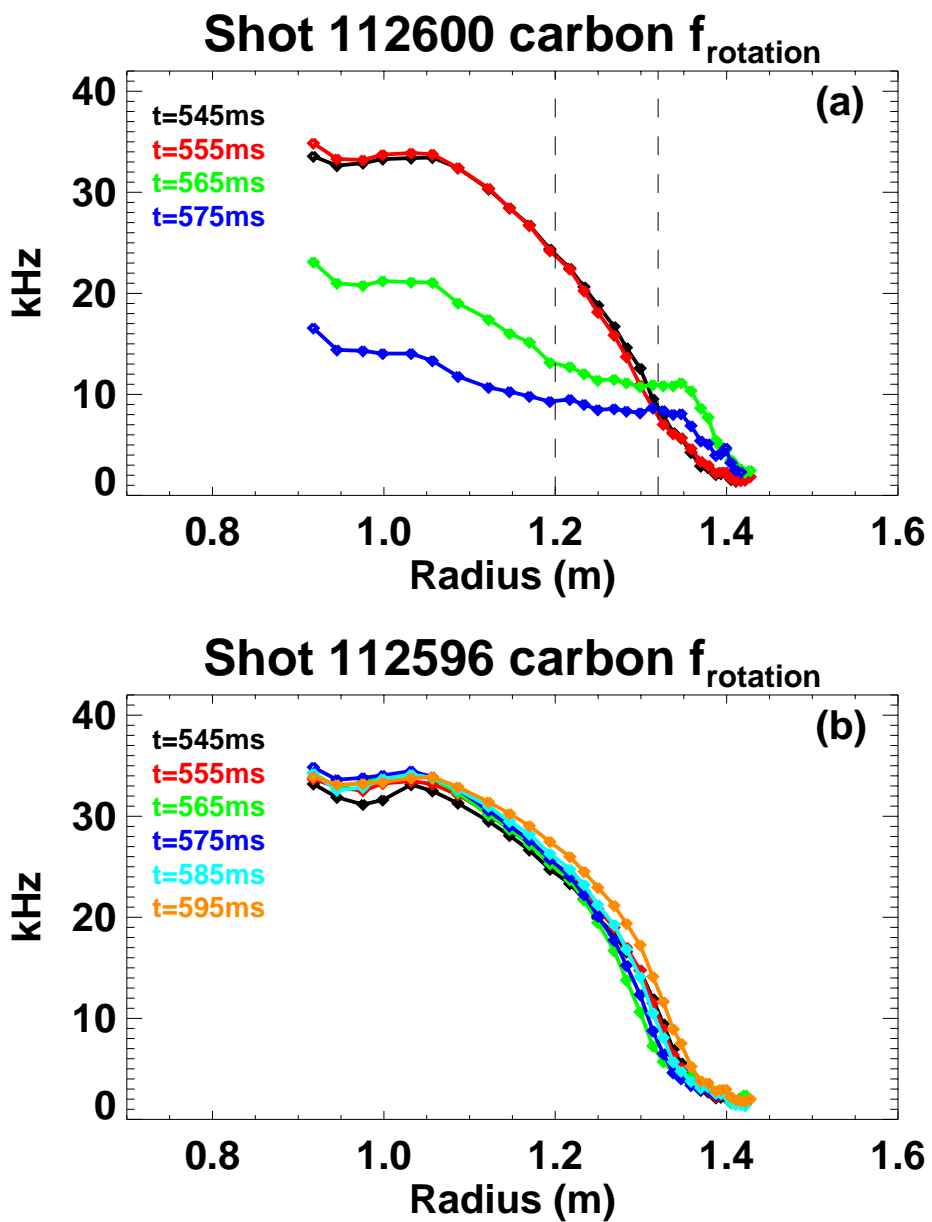 Shot 112600 carbon f_rotation
(a)
t=545ms
t=555ms
t=565ms
t=575ms
40
30
20
10
0
kHz
0.8 1.0 1.2 1.4 1.6
Radius (m)
Shot 112596 carbon f_rotation
(b)
t=545ms
t=555ms
t=565ms
t=575ms
t=585ms
t=595ms
40
30
20
10
0
kHz
0.8 1.0 1.2 1.4 1.6
Radius (m)